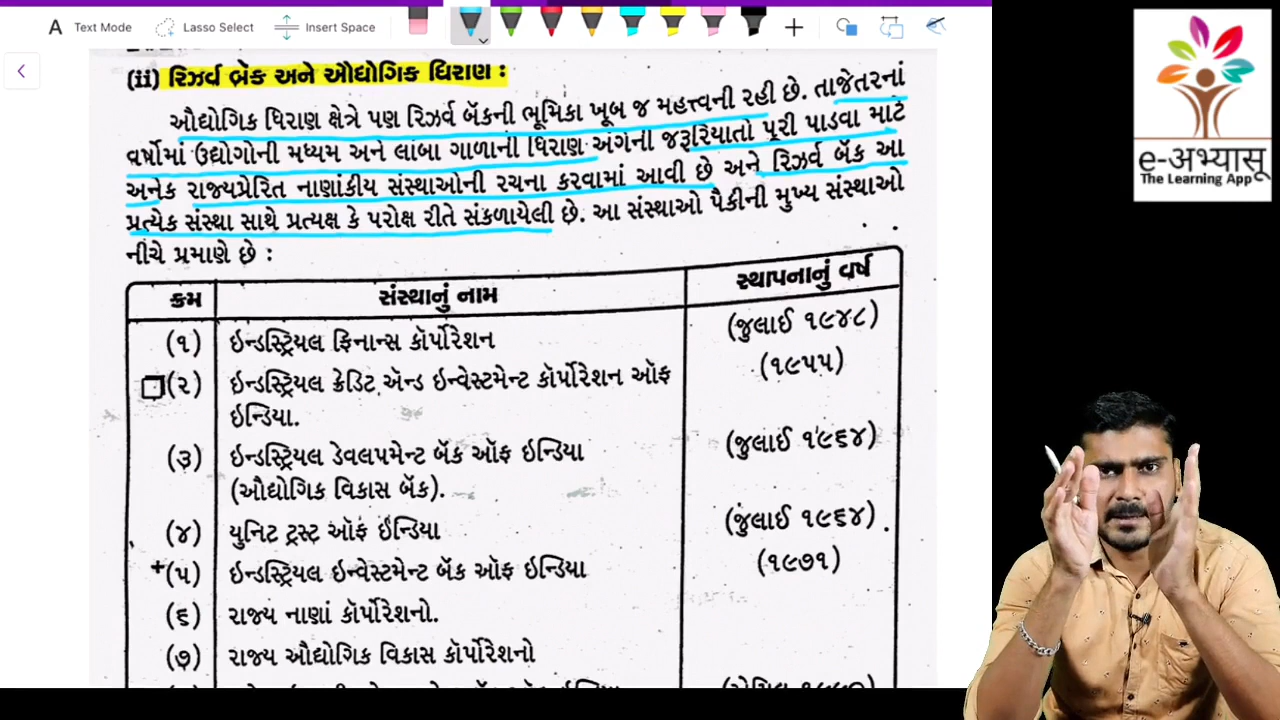 Text Mode
Lasso Select
Insert Space
(ii) રિઝર્વ બૅંક અને ઔદ્યોગિક ધિરાણ :
ઔદ્યોગિક ધિરાણ ક્ષેત્રે પણ રિઝર્વ બૅંકની ભૂમિકા ખૂબ જ મહત્ત્વની રહી છે. તાજેતરનાં
વર્ષોમાં ઉદ્યોગોની મધ્યમ અને લાંબા ગાળાની ધિરાણ અંગેની જરૂરિયાતો પૂરી પાડવા માટે
અનેક રાજ્યપ્રેરિત નાણાંકીય સંસ્થાઓની રચના કરવામાં આવી છે અને રિઝર્વ બૅંક આ
પ્રત્યેક સંસ્થા સાથે પ્રત્યક્ષ કે પરોક્ષ રીતે સંકળાયેલી છે. આ સંસ્થાઓ પૈકીની મુખ્ય સંસ્થાઓ
નીચે પ્રમાણે છે :
ક્રમ સંસ્થાનું નામ સ્થાપનાનું વર્ષ
(૧) ઇન્ડસ્ટ્રિયલ ફિનાન્સ કૉર્પોરેશન (જુલાઈ ૧૯૪૮)
(૨) ઇન્ડસ્ટ્રિયલ ક્રેડિટ ઍન્ડ ઇન્વેસ્ટમેન્ટ કૉર્પોરેશન ઑફ (૧૯૫૫)
ઇન્ડિયા.
(૩) ઇન્ડસ્ટ્રિયલ ડેવલપમેન્ટ બૅંક ઑફ ઇન્ડિયા (જુલાઈ ૧૯૬૪)
(ઔદ્યોગિક વિકાસ બૅંક).
(૪) યુનિટ ટ્રસ્ટ ઑફ ઇન્ડિયા (જુલાઈ ૧૯૬૪)
(૫) ઇન્ડસ્ટ્રિયલ ઇન્વેસ્ટમેન્ટ બૅંક ઑફ ઇન્ડિયા (૧૯૭૧)
(૬) રાજ્ય નાણાં કૉર્પોરેશનો.
(૭) રાજ્ય ઔદ્યોગિક વિકાસ કૉર્પોરેશનો
e-अभ्यासू
The Learning App